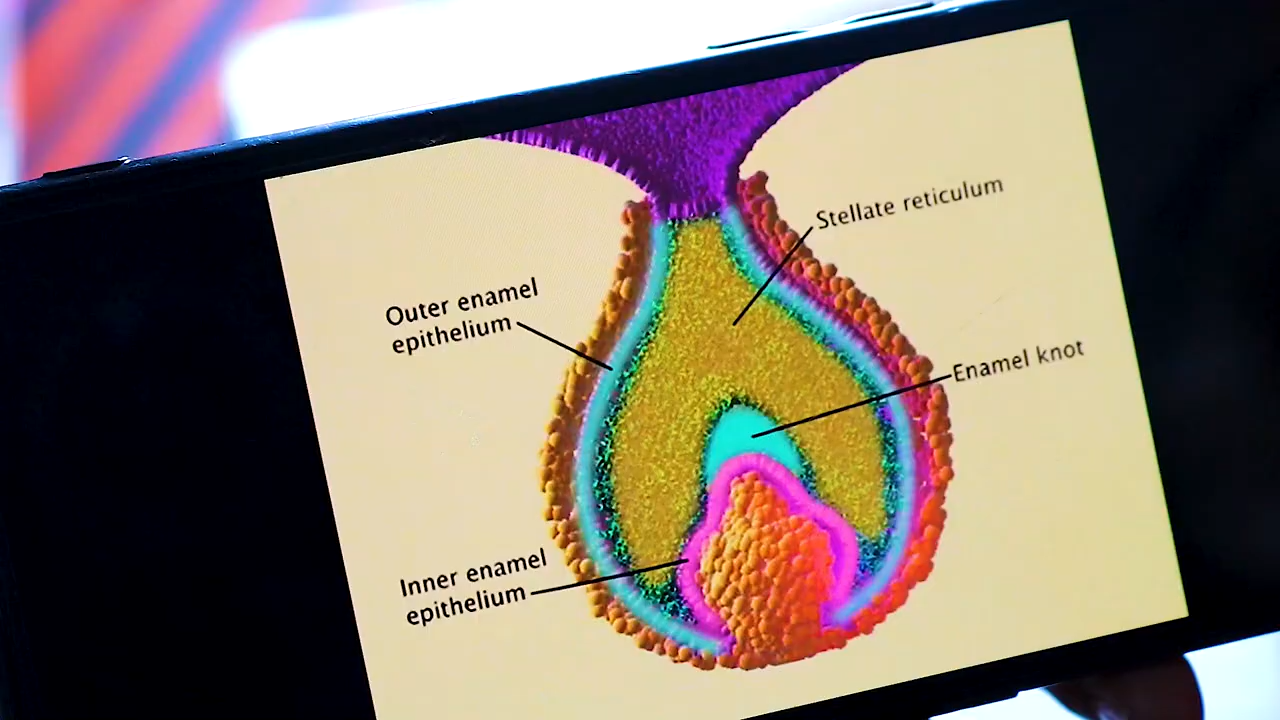 Stellate reticulum
Outer enamel
epithelium
Enamel knot
Inner enamel
epithelium